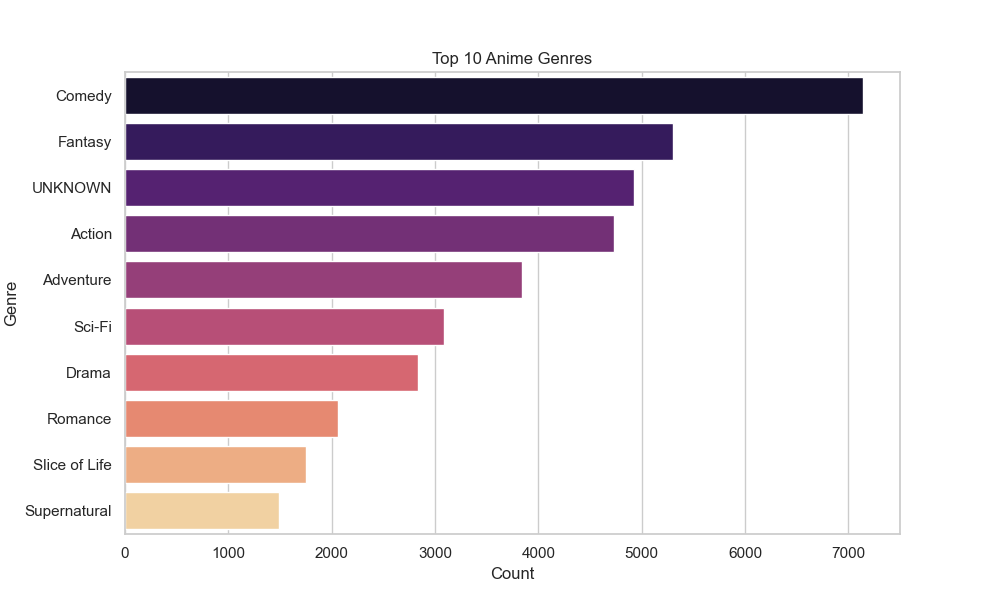 Top 10 Anime Genres
Genre
Comedy
Fantasy
UNKNOWN
Action
Adventure
Sci-Fi
Drama
Romance
Slice of Life
Supernatural
0 1000 2000 3000 4000 5000 6000 7000
Count